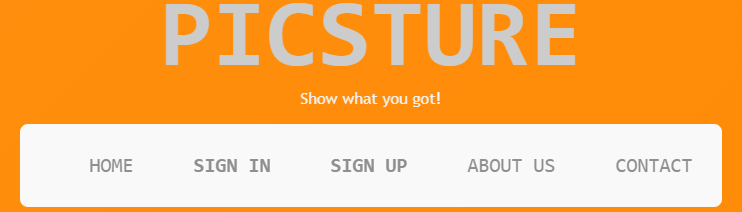 PICSTURE
Show what you got!
HOME SIGN IN SIGN UP ABOUT US CONTACT